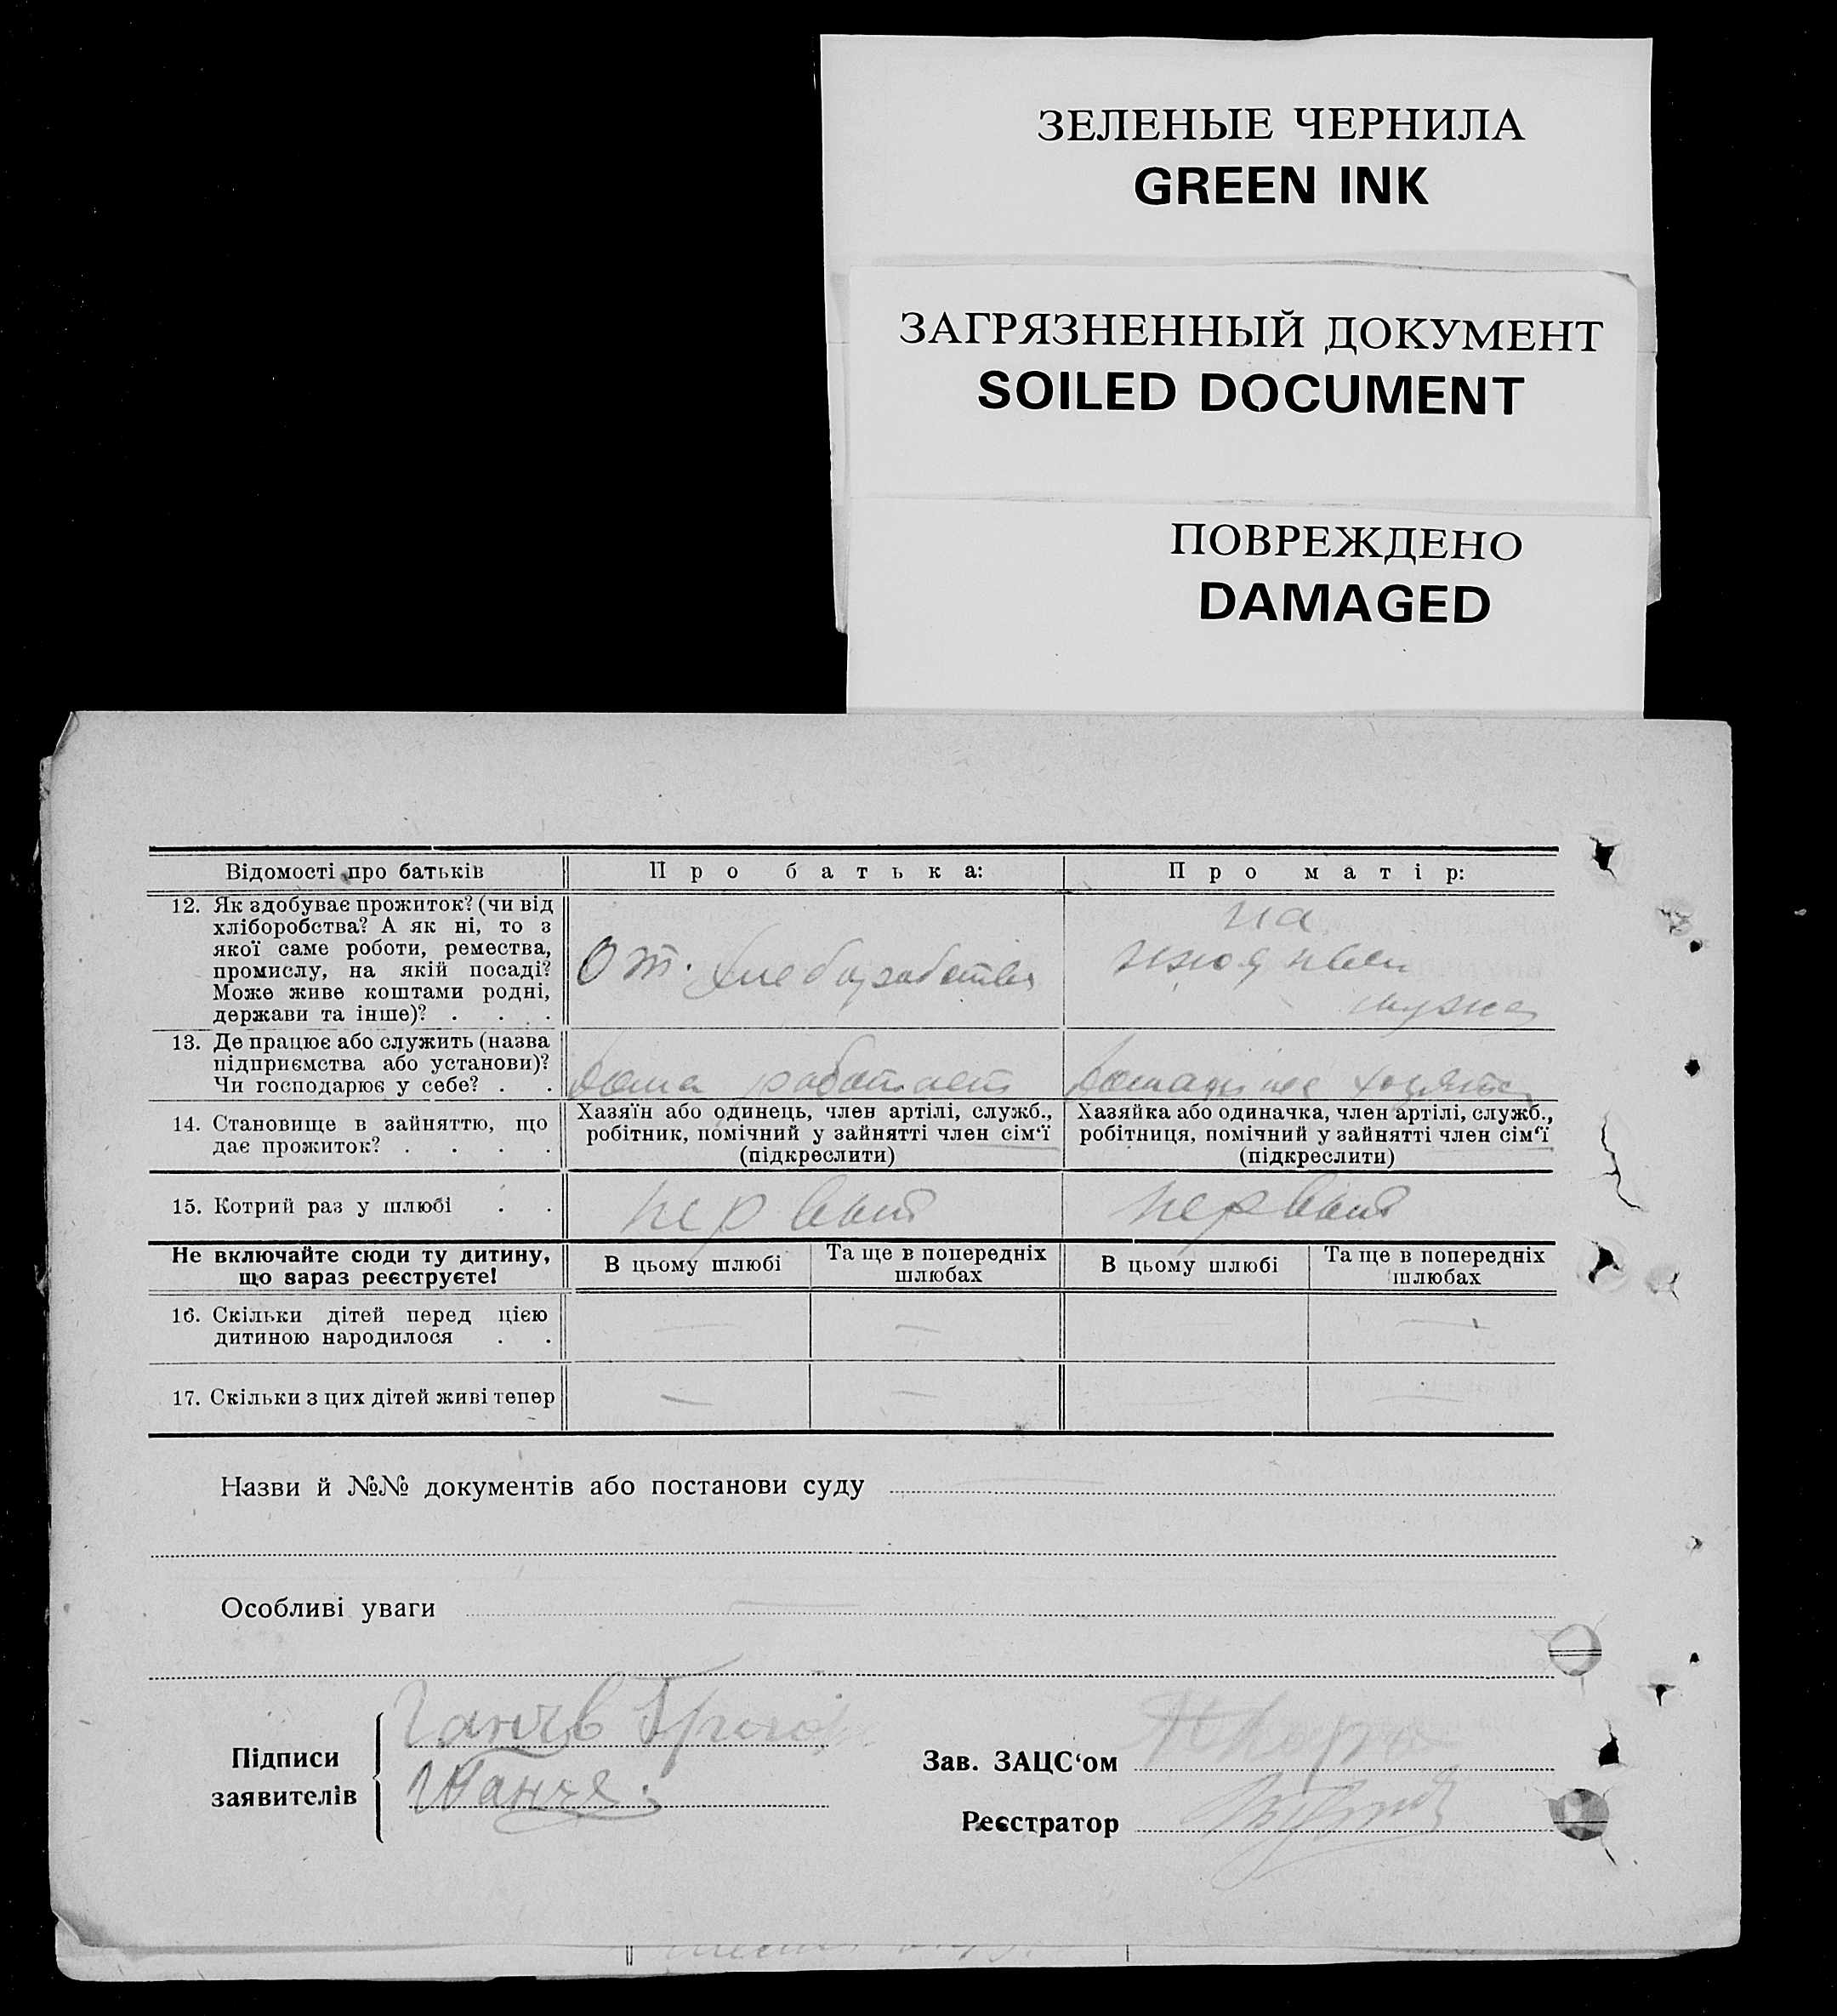 ЗЕЛЕНЫЕ ЧЕРНИЛА
GREEN INK
ЗАГРЯЗНЕННЫЙ ДОКУМЕНТ
SOILED DOCUMENT
ПОВРЕЖДЕНО
DAMAGED
Відомості про батьків
Про батька:
Про матір:
12. Як здобуває прожиток? (чи від
хліборобства? А як ні, то з
якої саме роботи, ремества,
промислу, на якій посаді?
Може живе коштами родні,
держави та інше)? . . . .
От.
на
мужа
13. Де працює або служить (назва
підприємства або установи)?
Чи господарює у себе? . .
дома работает
14. Становище в зайняттю, що
дає прожиток? . . . .
Хазяїн або одинець, член артілі, служб.,
робітник, помічний у зайнятті член сім'ї
(підкреслити)
Хазяйка або одиначка, член артілі, служб.,
робітниця, помічний у зайнятті член сім'ї
(підкреслити)
15. Котрий раз у шлюбі . .
первый
первый
Не включайте сюди ту дитину,
що зараз реєструєте!
В цьому шлюбі
Та ще в попередніх
шлюбах
В цьому шлюбі
Та ще в попередніх
шлюбах
16. Скільки дітей перед цією
дитиною народилося . .
—
—
—
17. Скільки з цих дітей живі тепер
—
—
—
Назви й №№ документів або постанови суду
Особливі уваги
Підписи
заявителів
Ганчев
Зав. ЗАЦС'ом
Реєстратор